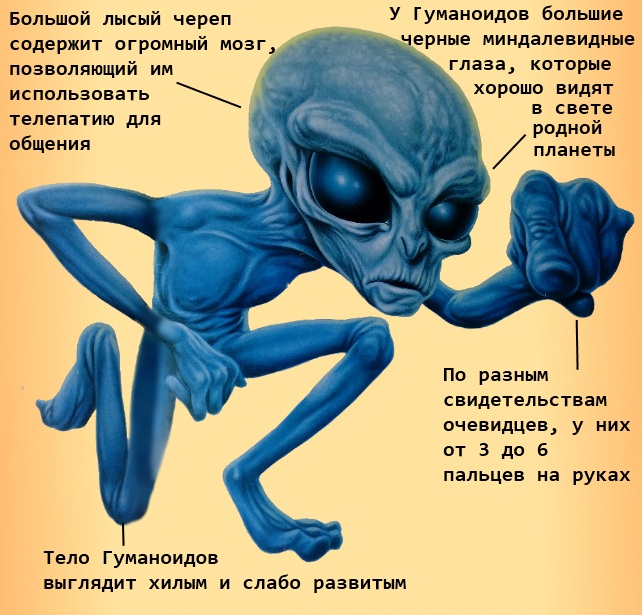 Большой лысый череп
содержит огромный мозг,
позволяющий им
использовать
телепатию для
общения
У Гуманоидов большие
черные миндалевидные
глаза, которые
хорошо видят
в свете
родной
планеты
По разным
свидетельствам
очевидцев, у них
от 3 до 6
пальцев на руках
Тело Гуманоидов
выглядит хилым и слабо развитым